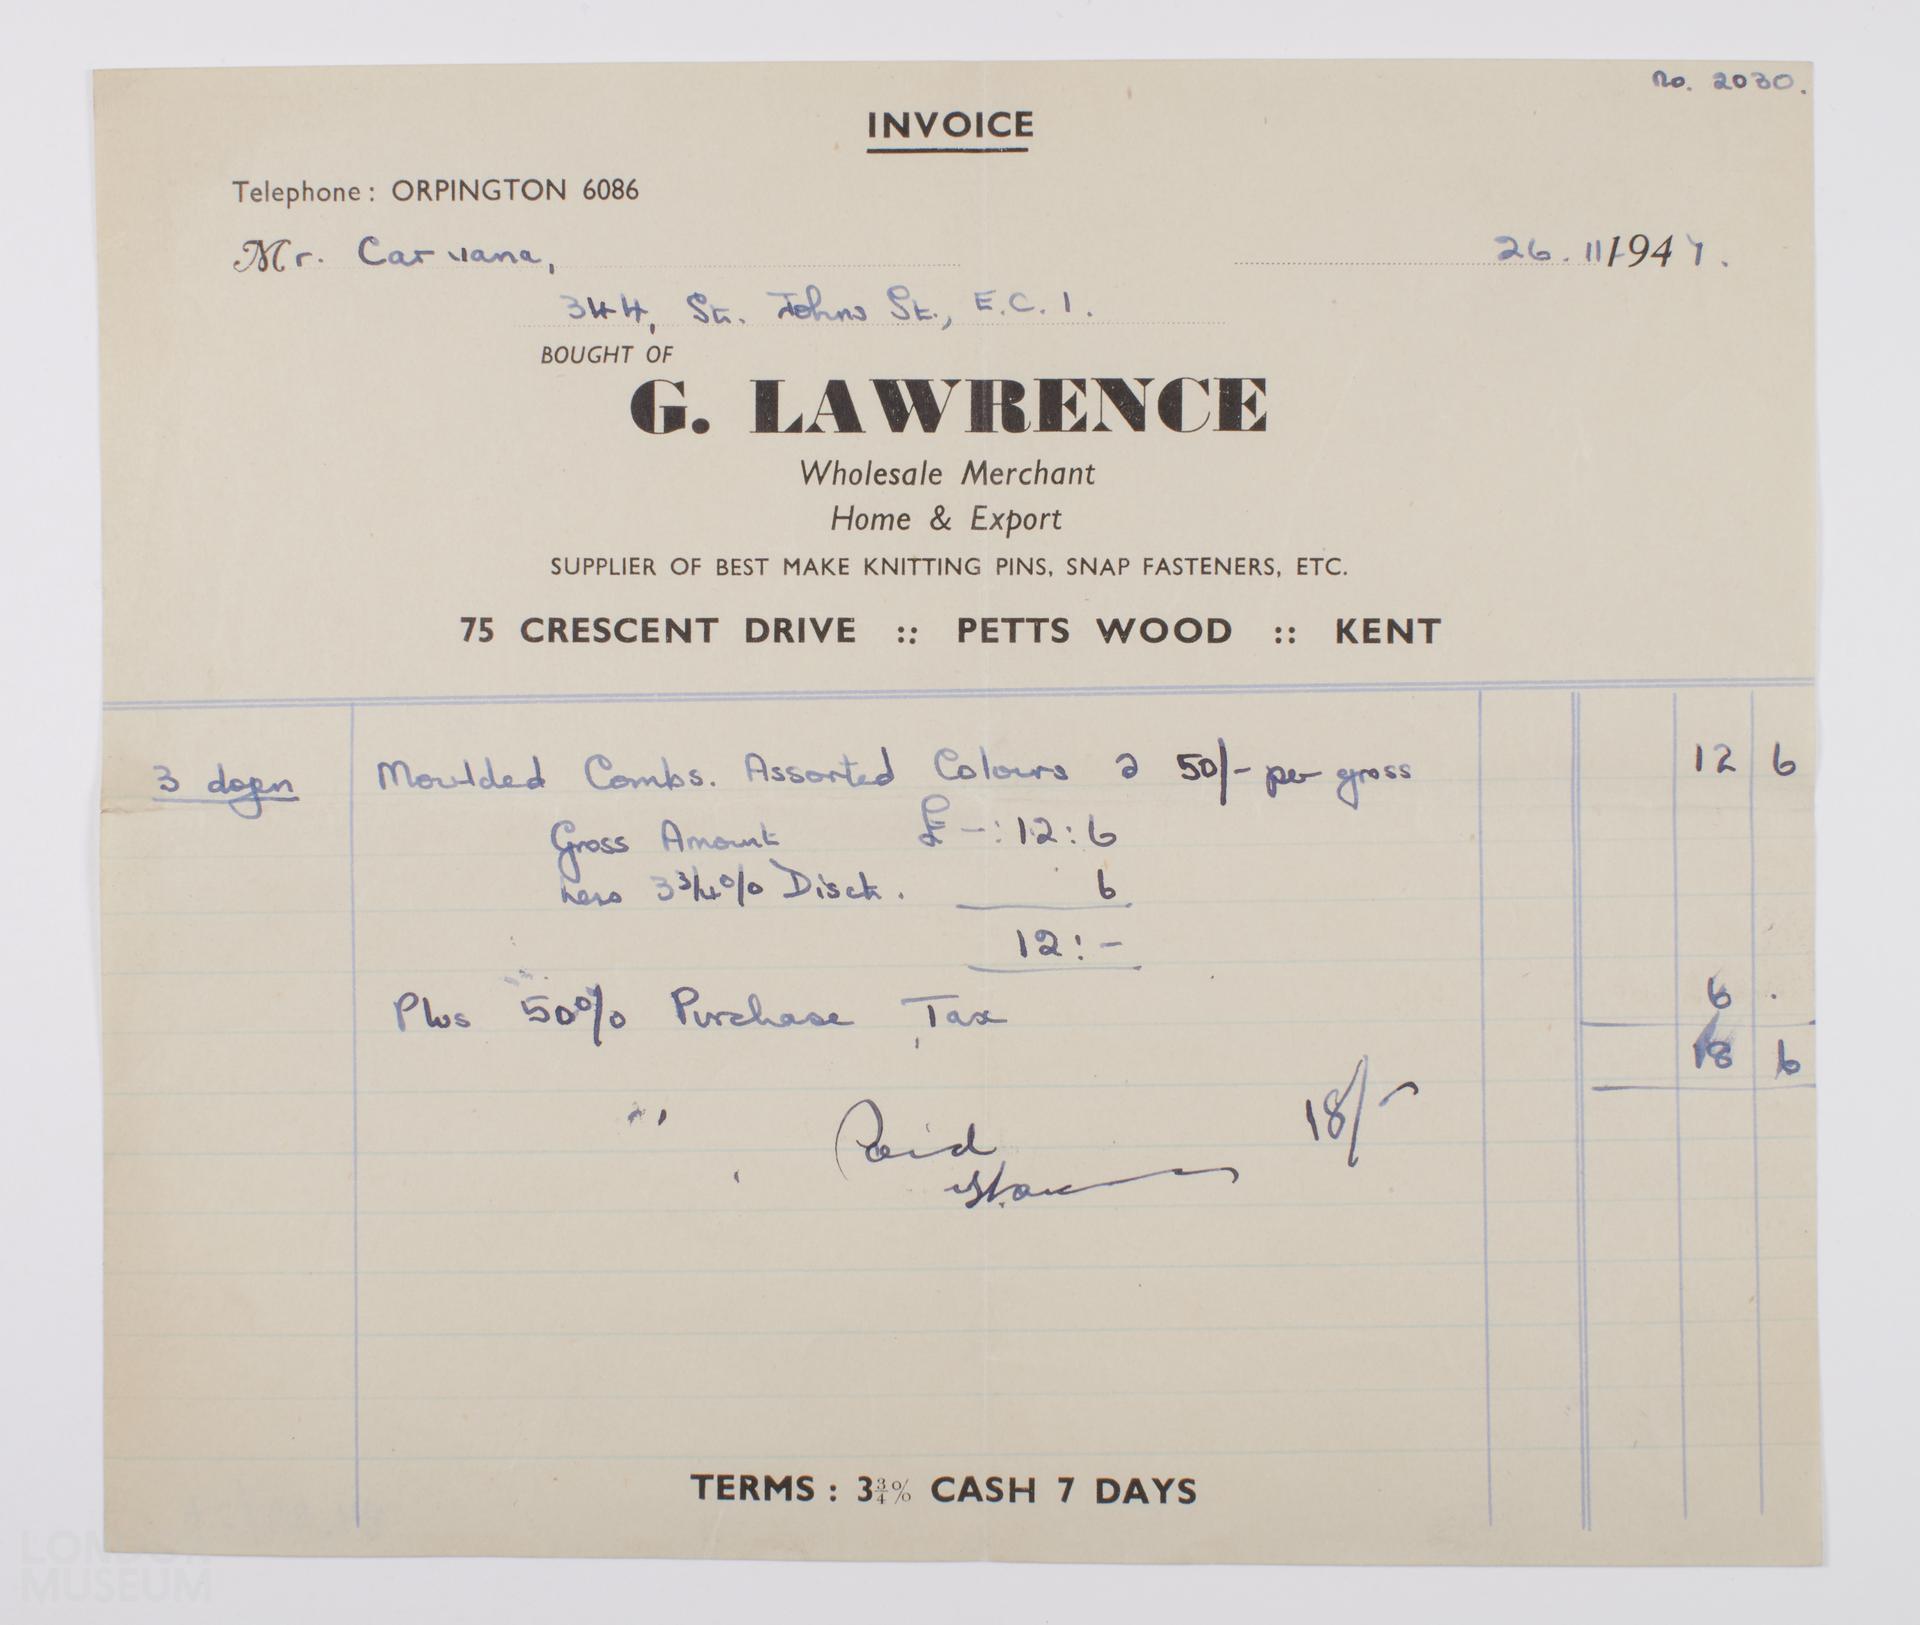 no. 2030.
INVOICE
Telephone: ORPINGTON 6086
Mr. Caruana,
26.11.1947.
344, St. Johns St., E.C.1.
BOUGHT OF
G. LAWRENCE
Wholesale Merchant
Home & Export
SUPPLIER OF BEST MAKE KNITTING PINS, SNAP FASTENERS, ETC.
75 CRESCENT DRIVE :: PETTS WOOD :: KENT
3 dozen Moulded Combs. Assorted Colours @ 50/- per gross 12 6
Gross Amount £ -:12:6
Less 3 3/4% Disct. 6
12:-
Plus 50% Purchase Tax 6 .
18 6
Paid 18/-
TERMS: 3¾% CASH 7 DAYS
LONDON
MUSEUM